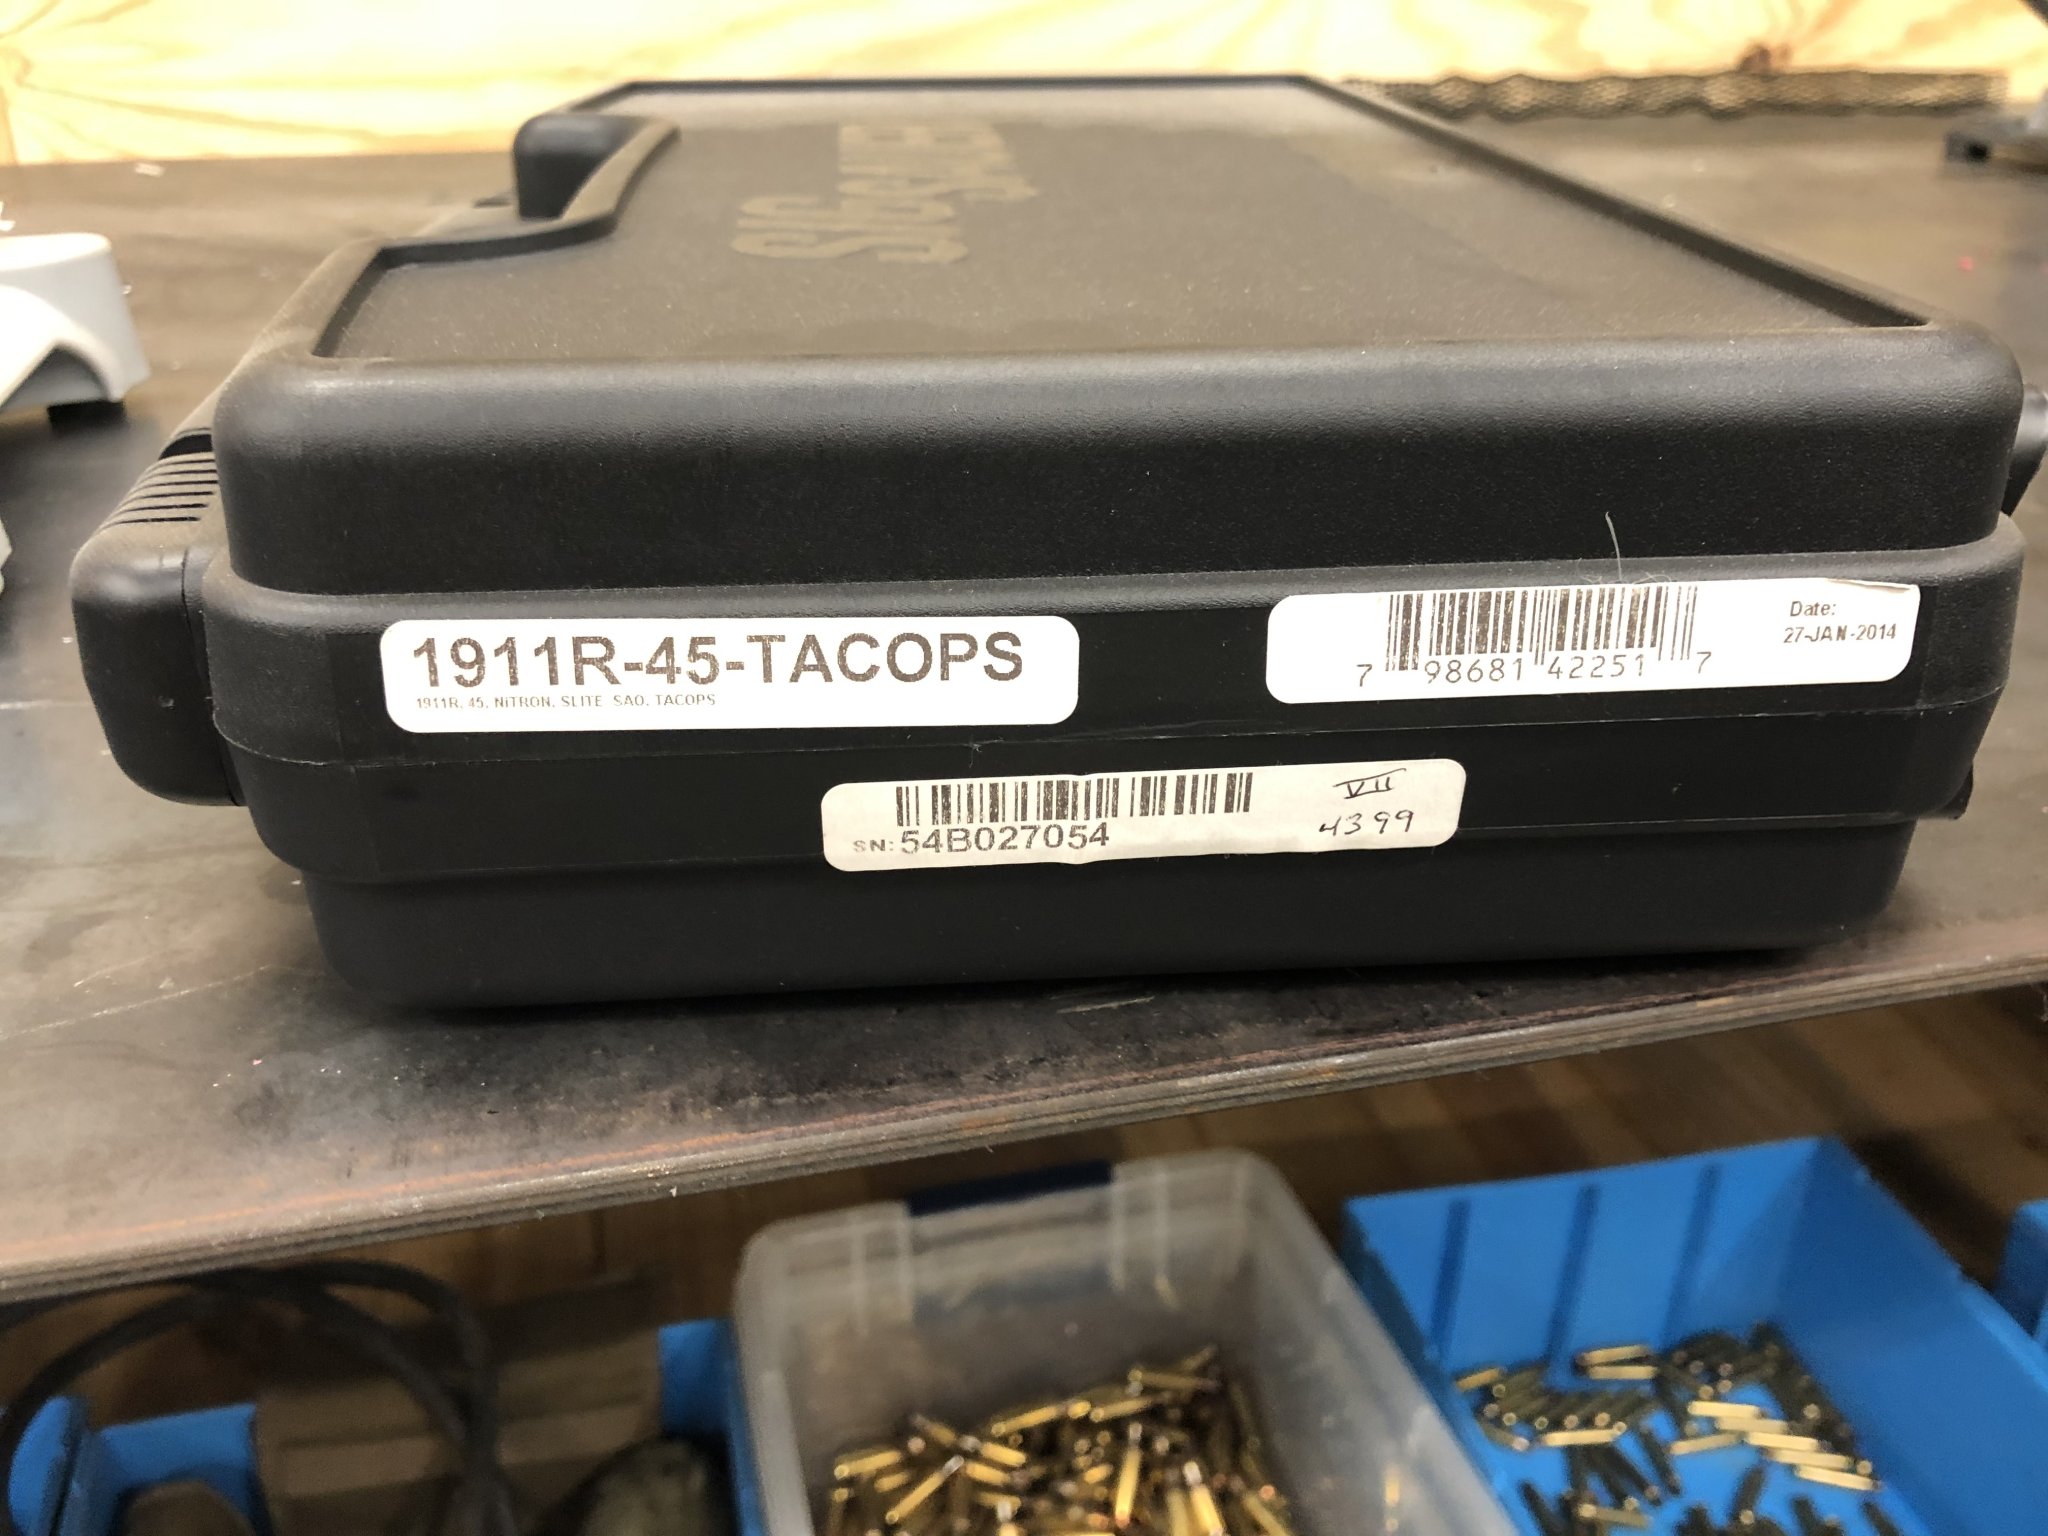 SIG SAUER
1911R-45-TACOPS
1911R, 45, NITRON, SLITE, SAO, TACOPS
7 98681 42251 7
Date:
27-JAN-2014
SN: 54B027054
VII
4399